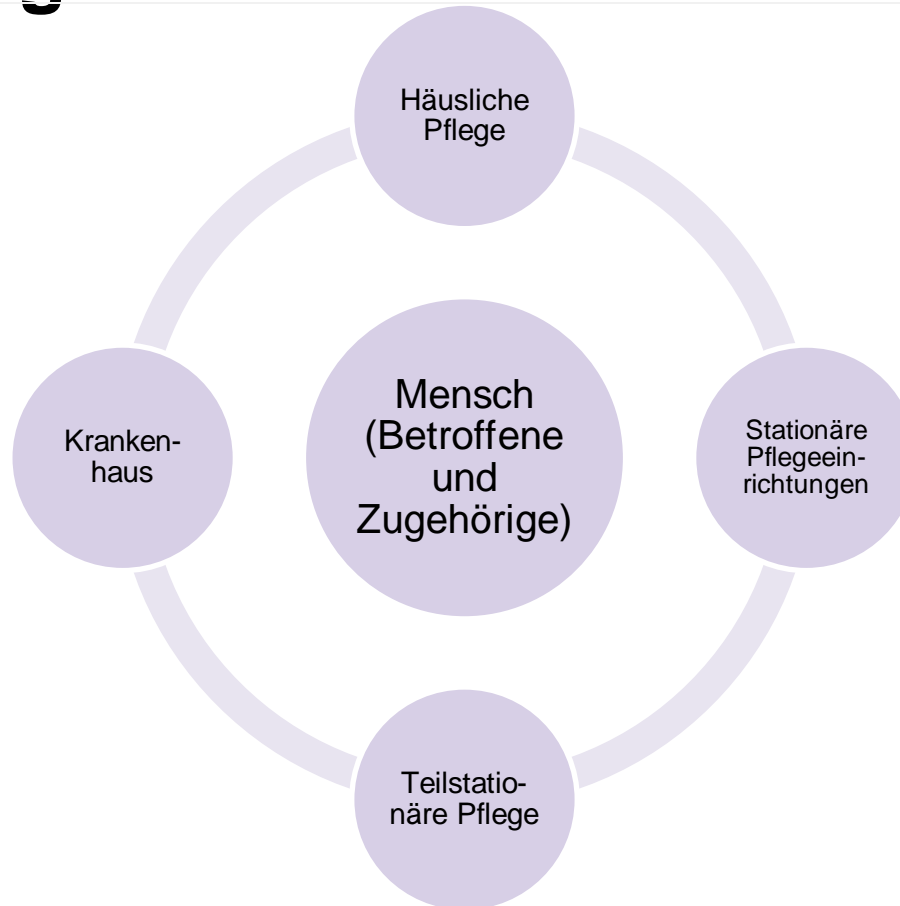 Häusliche
Pflege
Kranken-
haus
Mensch
(Betroffene
und
Zugehörige)
Stationäre
Pflegeein-
richtungen
Teilstatio-
näre Pflege